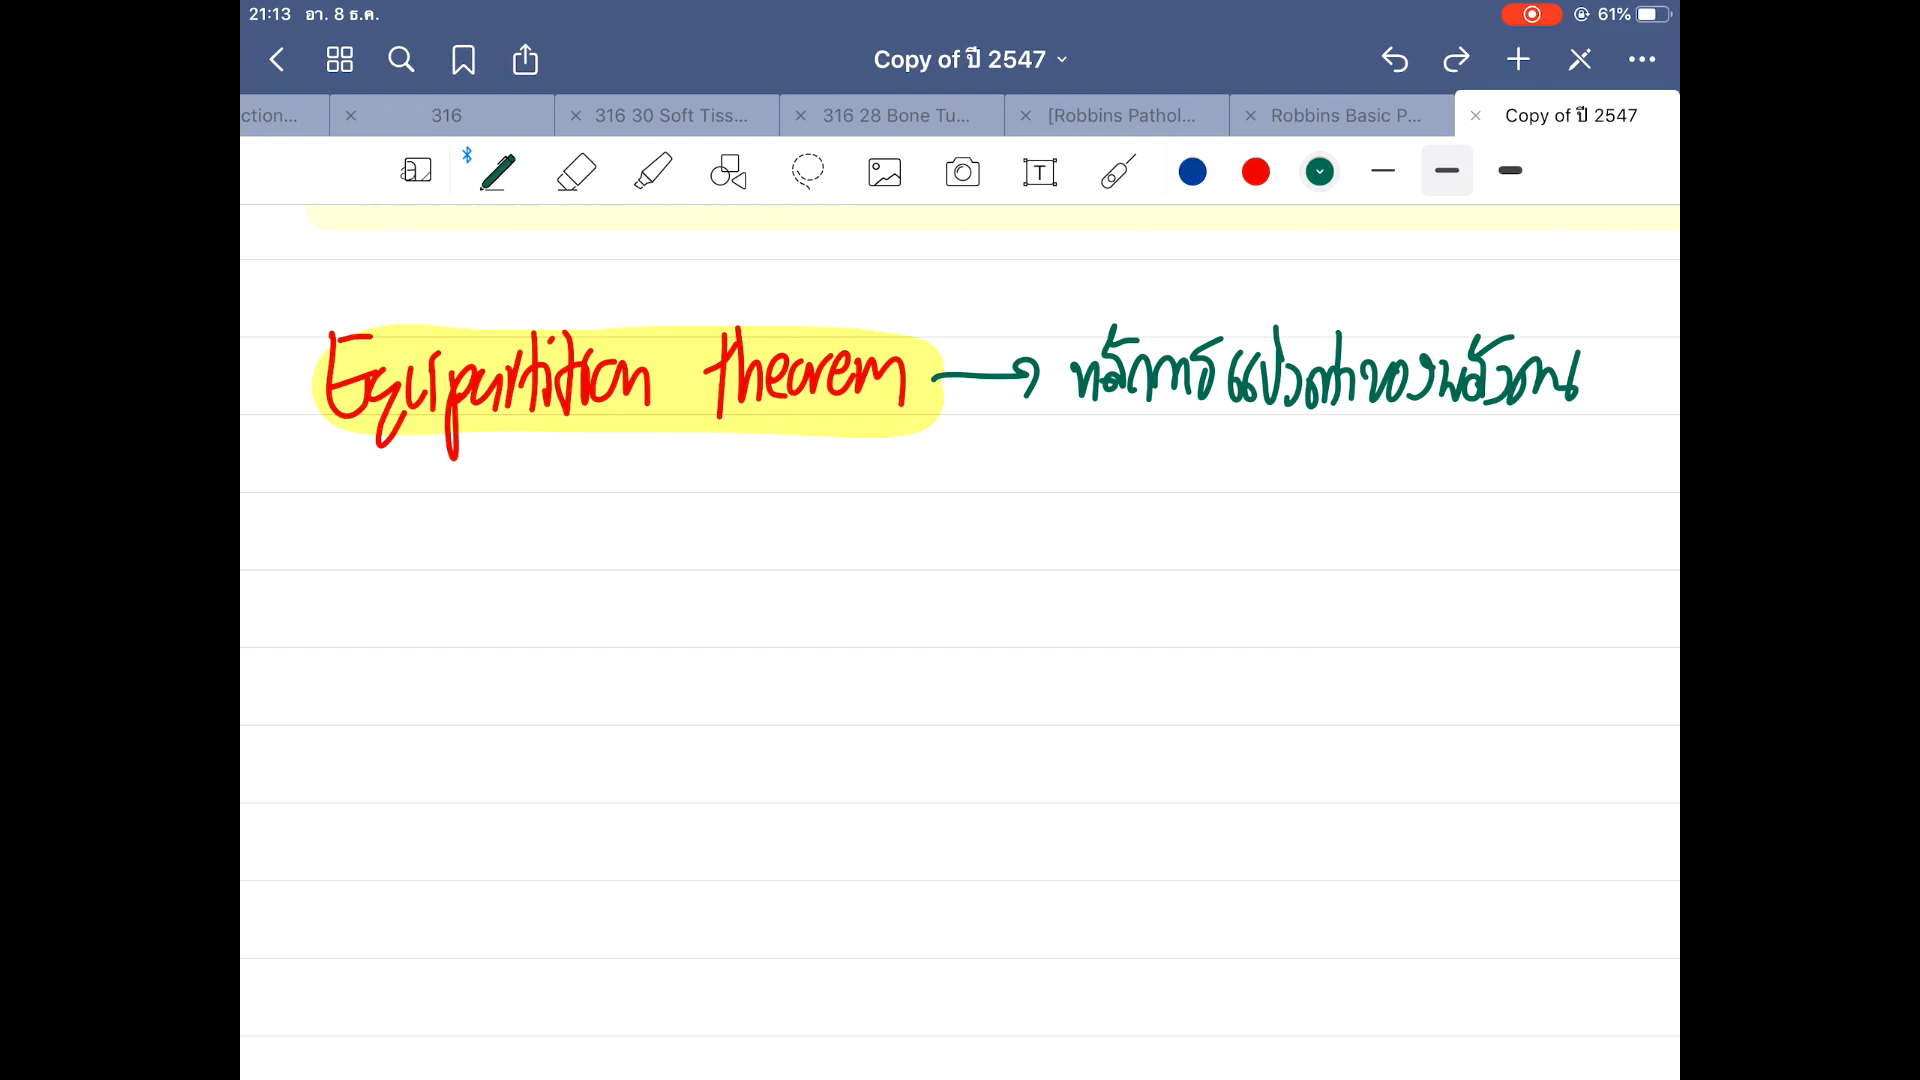 21:13 อา. 8 ธ.ค. 61%
Copy of ปี 2547
ction... 316 316 30 Soft Tiss... 316 28 Bone Tu... [Robbins Pathol... Robbins Basic P... Copy of ปี 2547
Equipartition theorem → หลักการแบ่งเท่าของพลังงาน